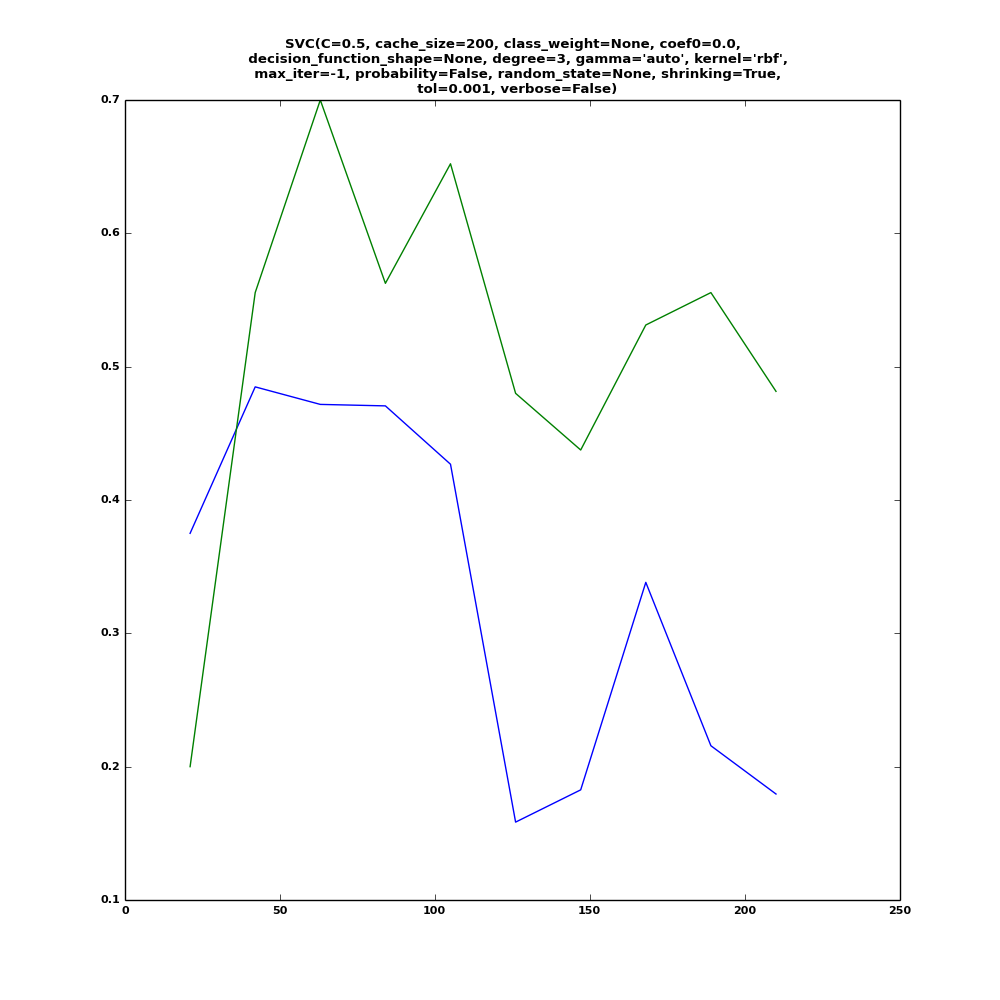 SVC(C=0.5, cache_size=200, class_weight=None, coef0=0.0,
decision_function_shape=None, degree=3, gamma='auto', kernel='rbf',
max_iter=-1, probability=False, random_state=None, shrinking=True,
tol=0.001, verbose=False)
0.7
0.6
0.5
0.4
0.3
0.2
0.1
0 50 100 150 200 250